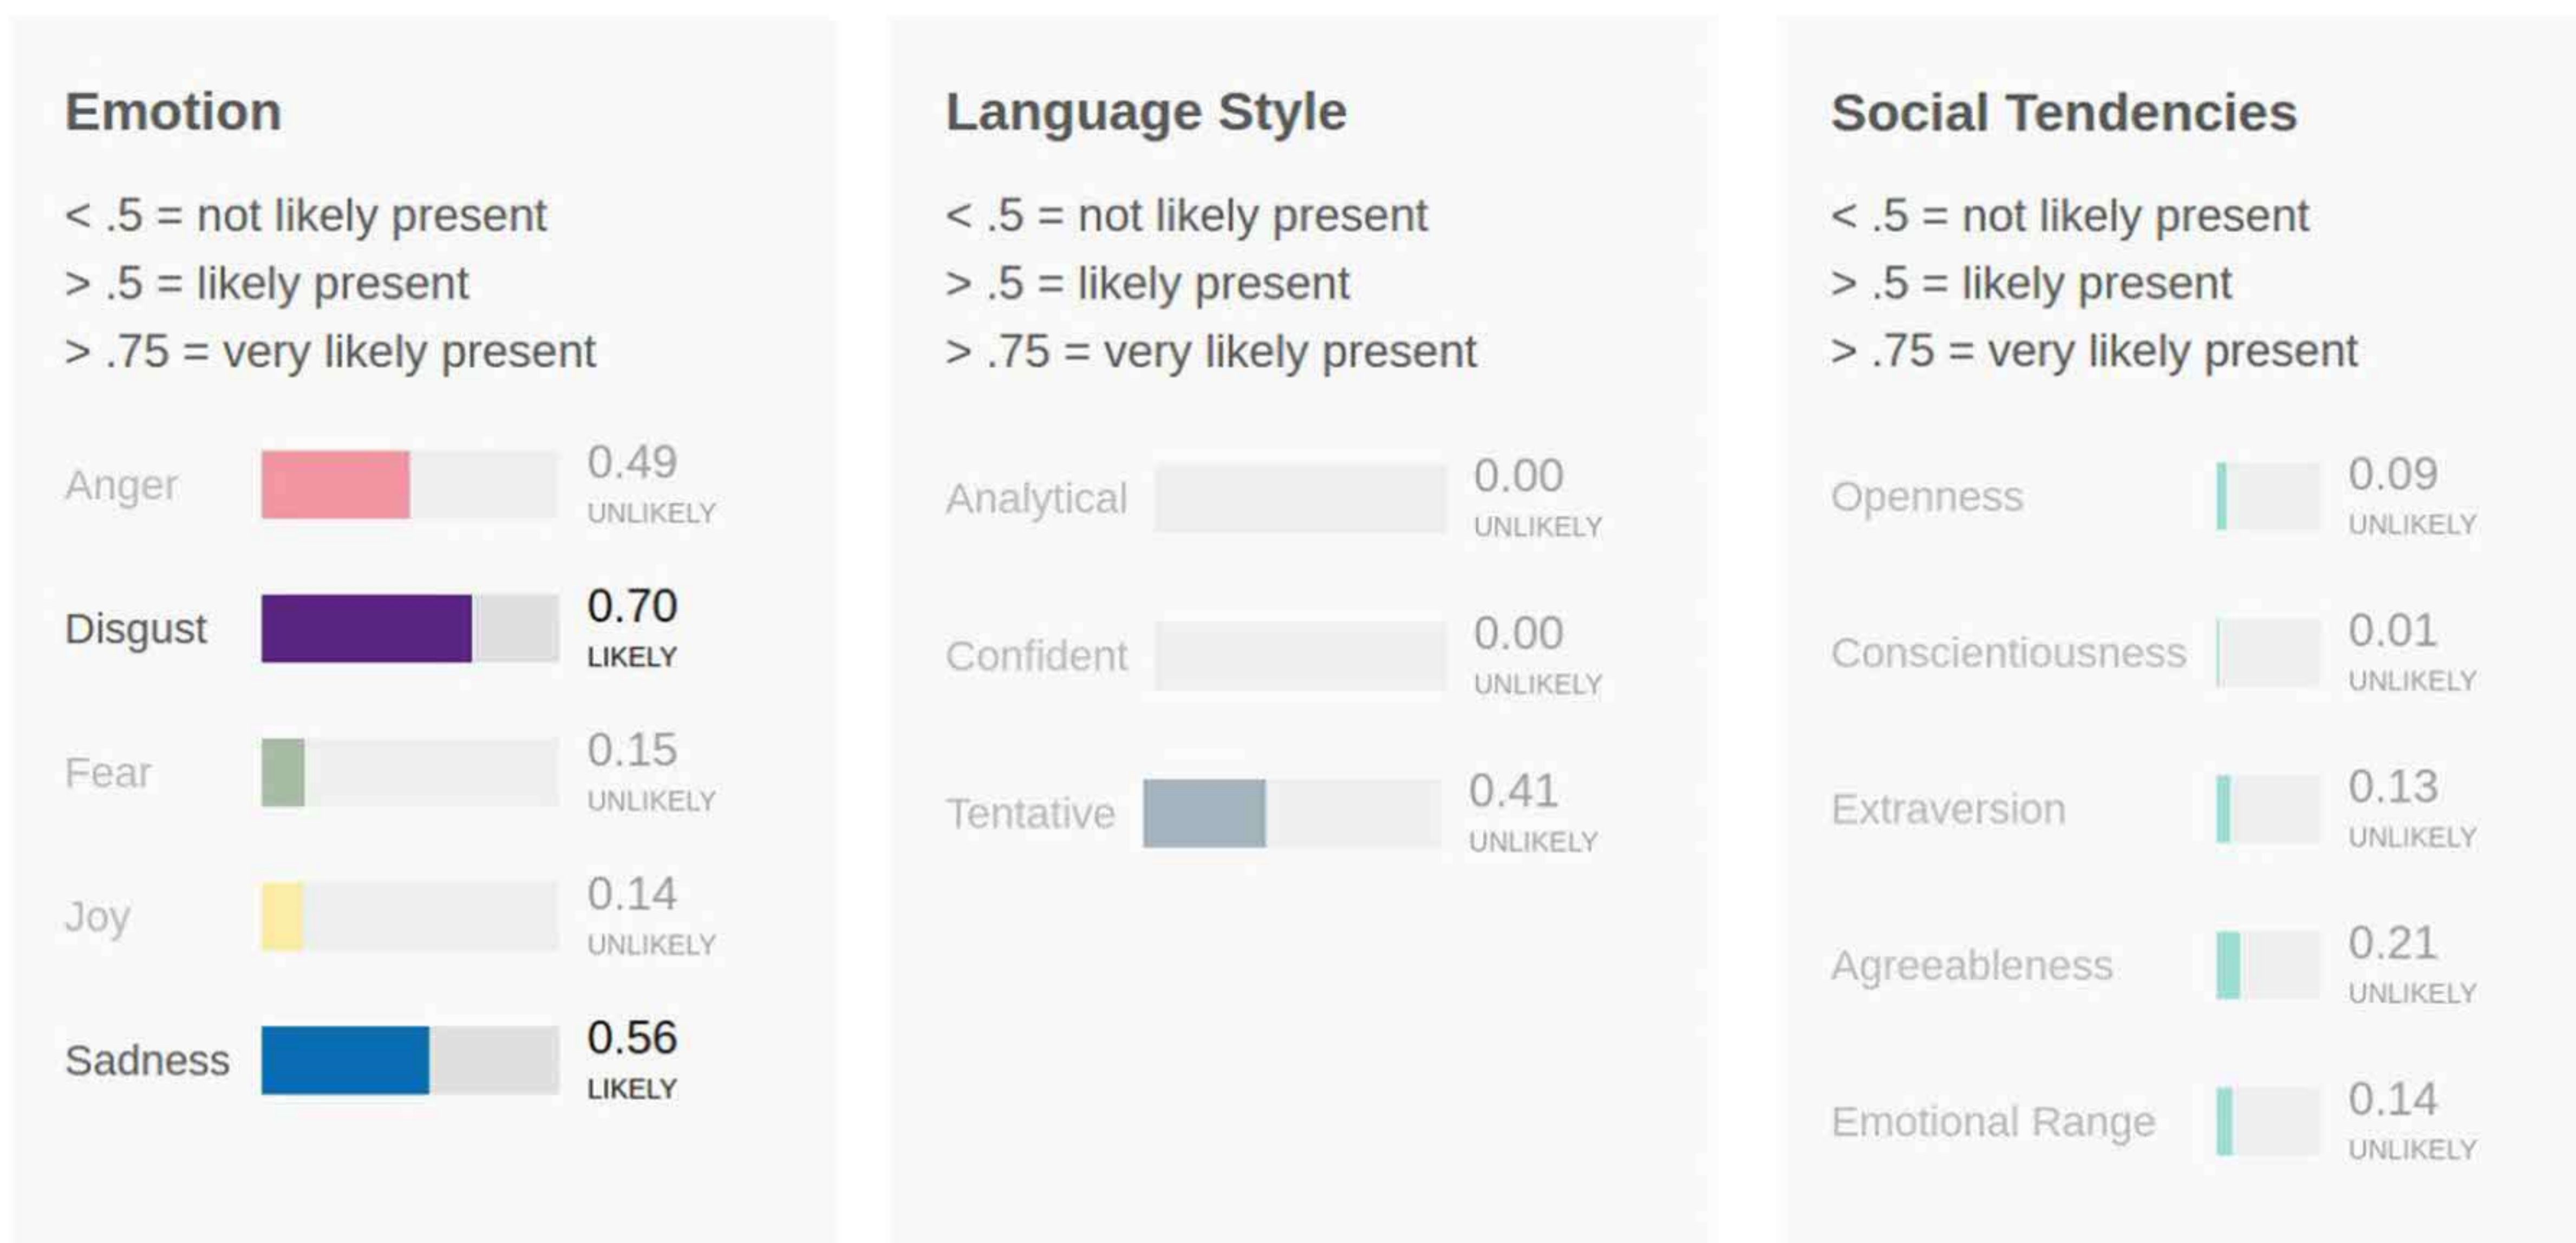 Emotion
< .5 = not likely present
> .5 = likely present
> .75 = very likely present
Anger
0.49
UNLIKELY
Disgust
0.70
LIKELY
Fear
0.15
UNLIKELY
Joy
0.14
UNLIKELY
Sadness
0.56
LIKELY
Language Style
< .5 = not likely present
> .5 = likely present
> .75 = very likely present
Analytical
0.00
UNLIKELY
Confident
0.00
UNLIKELY
Tentative
0.41
UNLIKELY
Social Tendencies
< .5 = not likely present
> .5 = likely present
> .75 = very likely present
Openness
0.09
UNLIKELY
Conscientiousness
0.01
UNLIKELY
Extraversion
0.13
UNLIKELY
Agreeableness
0.21
UNLIKELY
Emotional Range
0.14
UNLIKELY